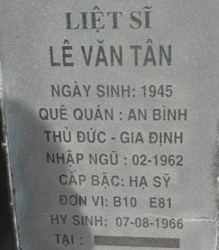 LIỆT SĨ
LÊ VĂN TÂN
NGÀY SINH: 1945
QUÊ QUÁN : AN BÌNH
THỦ ĐỨC - GIA ĐỊNH
NHẬP NGŨ : 02-1962
CẤP BẬC: HẠ SỸ
ĐƠN VỊ: B10 E81
HY SINH: 07-08-1966
TẠI :